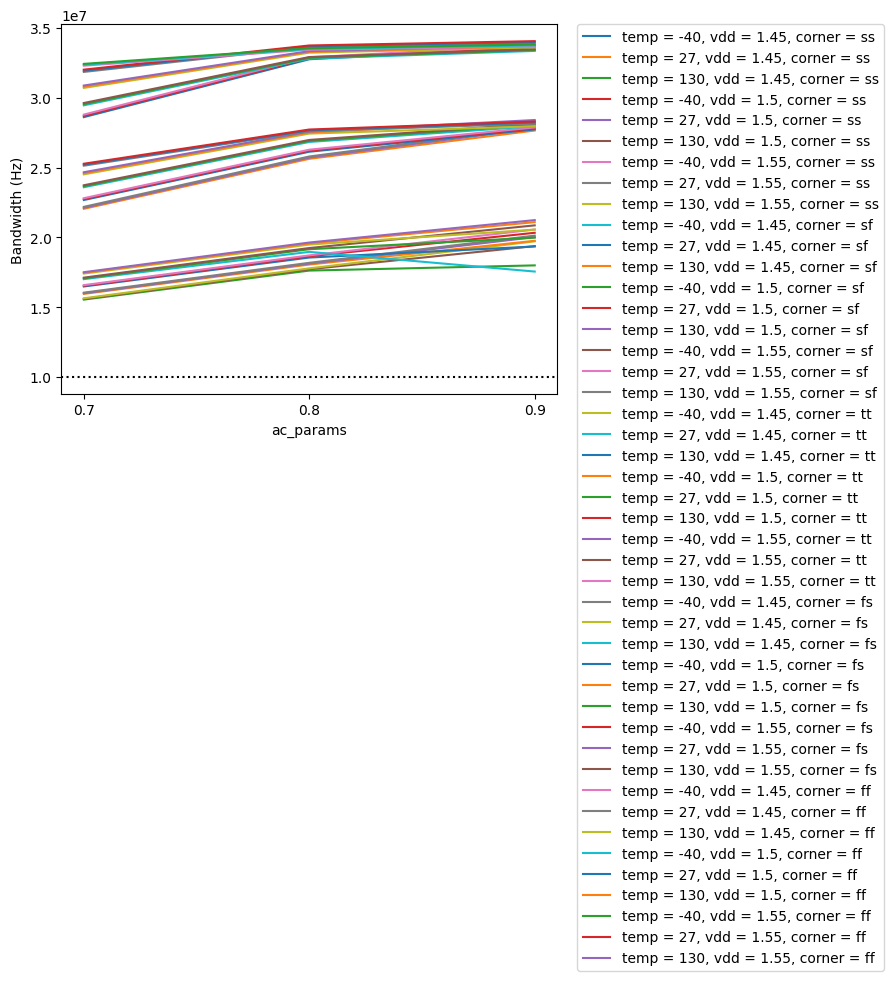 1e7
3.5
3.0
2.5
2.0
1.5
1.0
Bandwidth (Hz)
0.7 0.8 0.9
ac_params
temp = -40, vdd = 1.45, corner = ss
temp = 27, vdd = 1.45, corner = ss
temp = 130, vdd = 1.45, corner = ss
temp = -40, vdd = 1.5, corner = ss
temp = 27, vdd = 1.5, corner = ss
temp = 130, vdd = 1.5, corner = ss
temp = -40, vdd = 1.55, corner = ss
temp = 27, vdd = 1.55, corner = ss
temp = 130, vdd = 1.55, corner = ss
temp = -40, vdd = 1.45, corner = sf
temp = 27, vdd = 1.45, corner = sf
temp = 130, vdd = 1.45, corner = sf
temp = -40, vdd = 1.5, corner = sf
temp = 27, vdd = 1.5, corner = sf
temp = 130, vdd = 1.5, corner = sf
temp = -40, vdd = 1.55, corner = sf
temp = 27, vdd = 1.55, corner = sf
temp = 130, vdd = 1.55, corner = sf
temp = -40, vdd = 1.45, corner = tt
temp = 27, vdd = 1.45, corner = tt
temp = 130, vdd = 1.45, corner = tt
temp = -40, vdd = 1.5, corner = tt
temp = 27, vdd = 1.5, corner = tt
temp = 130, vdd = 1.5, corner = tt
temp = -40, vdd = 1.55, corner = tt
temp = 27, vdd = 1.55, corner = tt
temp = 130, vdd = 1.55, corner = tt
temp = -40, vdd = 1.45, corner = fs
temp = 27, vdd = 1.45, corner = fs
temp = 130, vdd = 1.45, corner = fs
temp = -40, vdd = 1.5, corner = fs
temp = 27, vdd = 1.5, corner = fs
temp = 130, vdd = 1.5, corner = fs
temp = -40, vdd = 1.55, corner = fs
temp = 27, vdd = 1.55, corner = fs
temp = 130, vdd = 1.55, corner = fs
temp = -40, vdd = 1.45, corner = ff
temp = 27, vdd = 1.45, corner = ff
temp = 130, vdd = 1.45, corner = ff
temp = -40, vdd = 1.5, corner = ff
temp = 27, vdd = 1.5, corner = ff
temp = 130, vdd = 1.5, corner = ff
temp = -40, vdd = 1.55, corner = ff
temp = 27, vdd = 1.55, corner = ff
temp = 130, vdd = 1.55, corner = ff